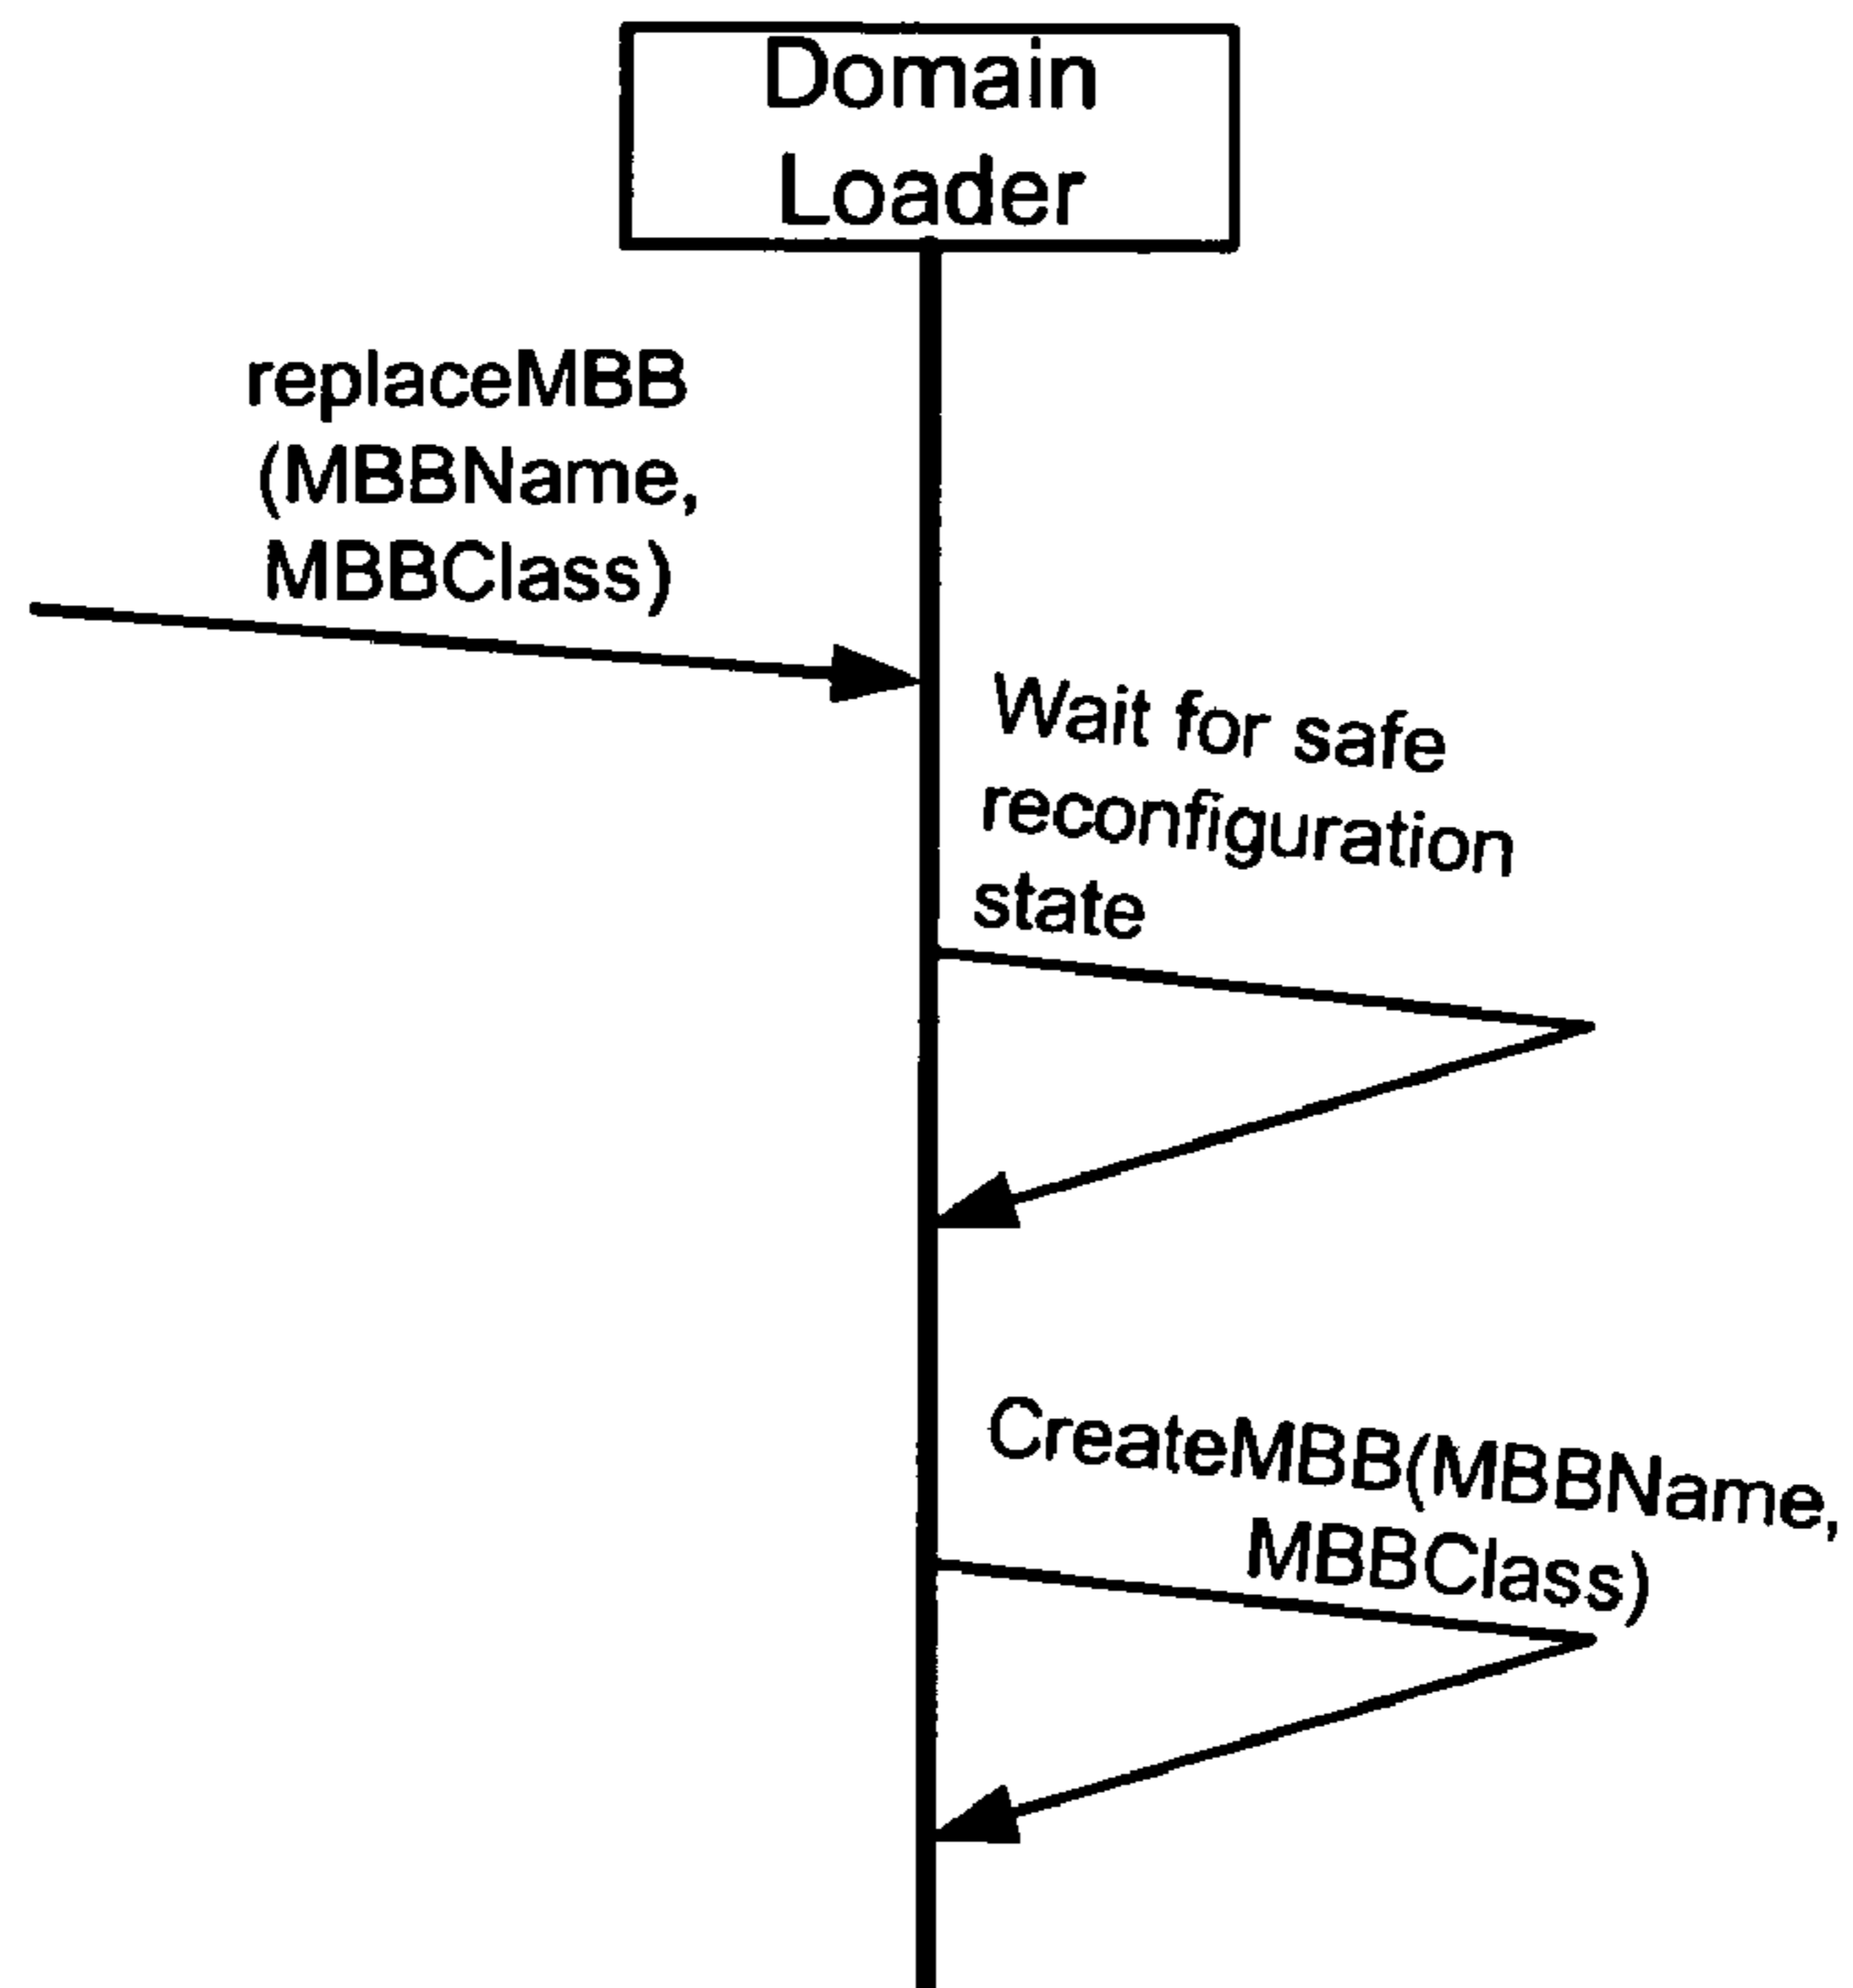 Domain
Loader
replaceMBB
(MBBName,
MBBClass)
Wait for safe
reconfiguration
state
CreateMBB(MBBName,
MBBClass)